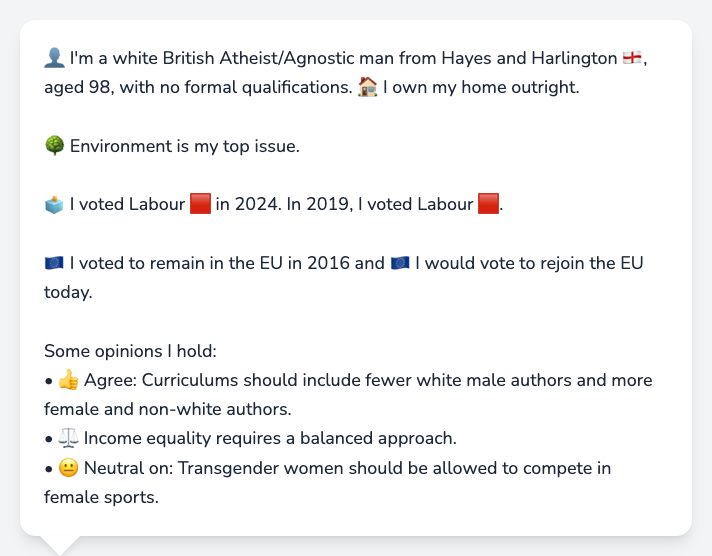 👤 I'm a white British Atheist/Agnostic man from Hayes and Harlington 🏴󠁧󠁢󠁥󠁮󠁧󠁿,
aged 98, with no formal qualifications. 🏠 I own my home outright.
🌳 Environment is my top issue.
🗳️ I voted Labour 🟥 in 2024. In 2019, I voted Labour 🟥.
🇪🇺 I voted to remain in the EU in 2016 and 🇪🇺 I would vote to rejoin the EU
today.
Some opinions I hold:
• 👍 Agree: Curriculums should include fewer white male authors and more
female and non-white authors.
• ⚖️ Income equality requires a balanced approach.
• 😐 Neutral on: Transgender women should be allowed to compete in
female sports.